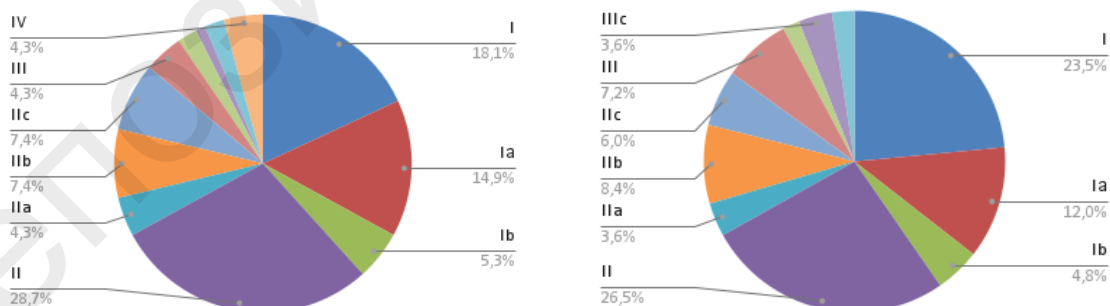 IV
4,3%
III
4,3%
IIc
7,4%
IIb
7,4%
IIa
4,3%
II
28,7%
I
18,1%
Ia
14,9%
Ib
5,3%
IIIc
3,6%
III
7,2%
IIc
6,0%
IIb
8,4%
IIa
3,6%
II
26,5%
I
23,5%
Ia
12,0%
Ib
4,8%